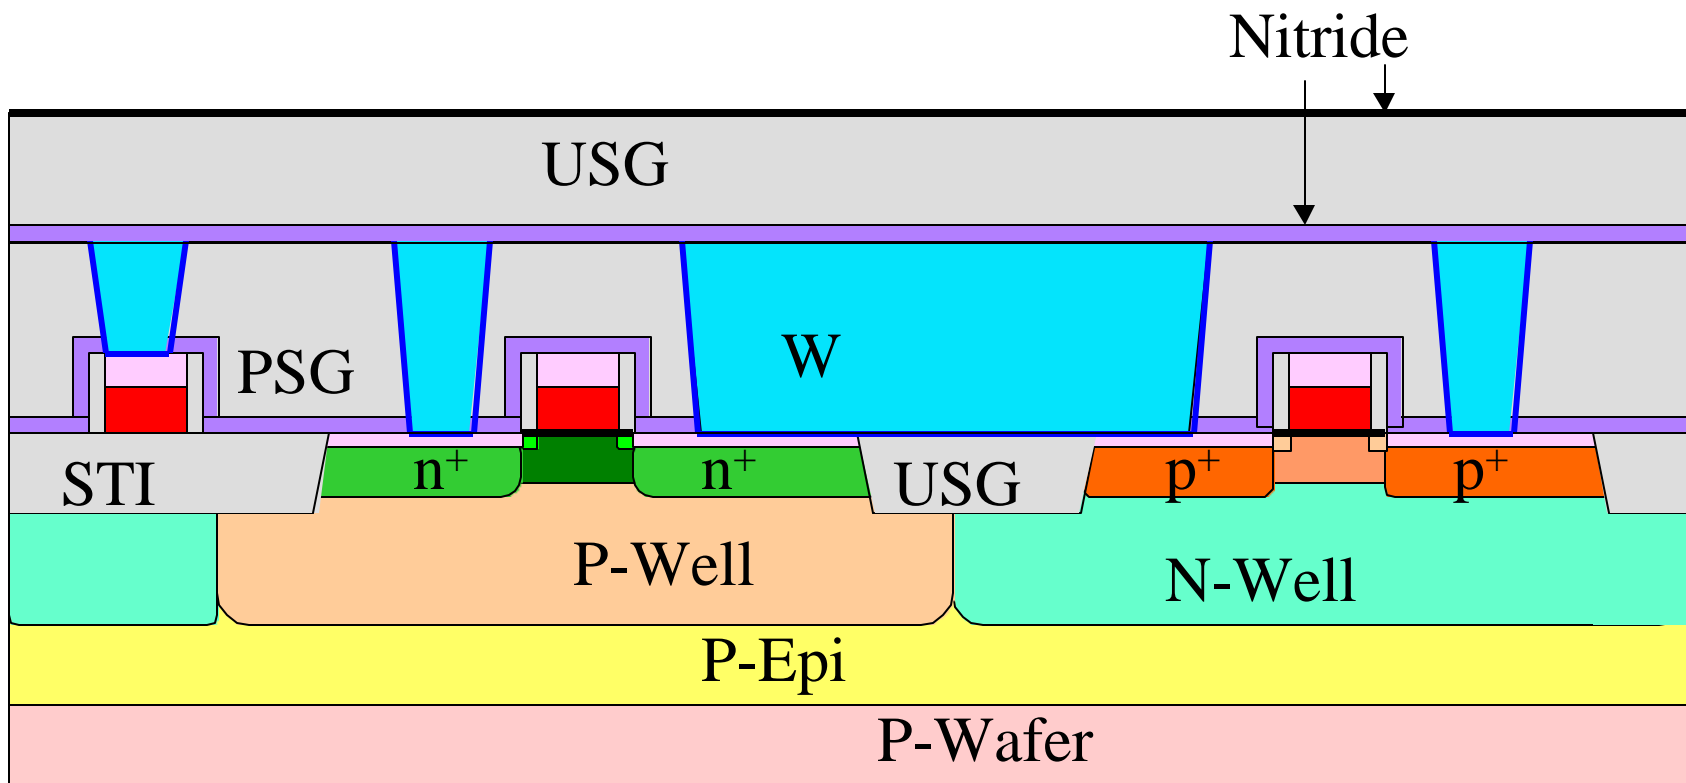 Nitride
USG
W
PSG
STI
n⁺
n⁺
USG
p⁺
p⁺
P-Well
N-Well
P-Epi
P-Wafer